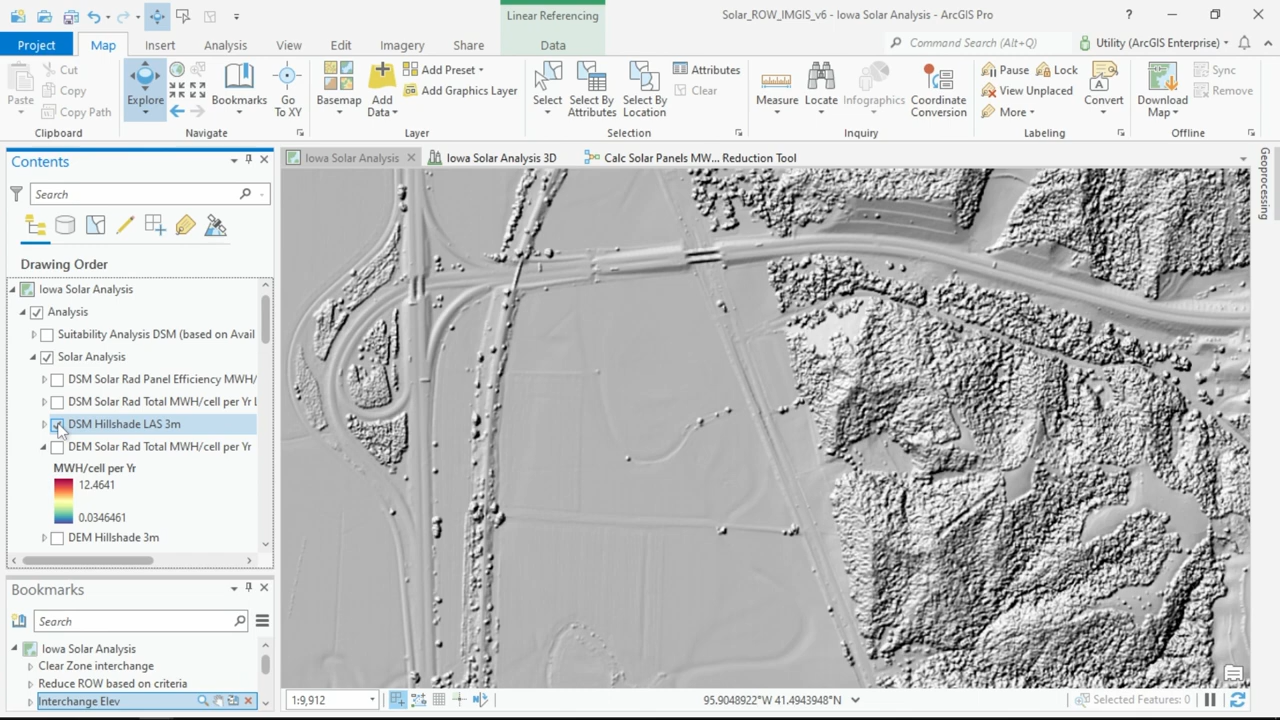 Linear Referencing
Solar_ROW_IMGIS_v6 - Iowa Solar Analysis - ArcGIS Pro
?
Project
Map
Insert
Analysis
View
Edit
Imagery
Share
Data
Command Search (Alt+Q)
Utility (ArcGIS Enterprise)
Paste
Cut
Copy
Copy Path
Clipboard
Explore
Bookmarks
Go
To XY
Navigate
Basemap
Add
Data
Add Preset
Add Graphics Layer
Layer
Select
Select By
Attributes
Select By
Location
Attributes
Clear
Selection
Measure
Locate
Infographics
Coordinate
Conversion
Inquiry
Pause
Lock
View Unplaced
More
Convert
Labeling
Download
Map
Sync
Remove
Offline
Contents
Search
Drawing Order
Iowa Solar Analysis
Analysis
Suitability Analysis DSM (based on Avail
Solar Analysis
DSM Solar Rad Panel Efficiency MWH/
DSM Solar Rad Total MWH/cell per Yr L
DSM Hillshade LAS 3m
DEM Solar Rad Total MWH/cell per Yr
MWH/cell per Yr
12.4641
0.0346461
DEM Hillshade 3m
Bookmarks
Search
Iowa Solar Analysis
Clear Zone interchange
Reduce ROW based on criteria
Interchange Elev
Iowa Solar Analysis
Iowa Solar Analysis 3D
Calc Solar Panels MW... Reduction Tool
Geoprocessing
1:9,912
95.9048922°W 41.4943948°N
Selected Features: 0